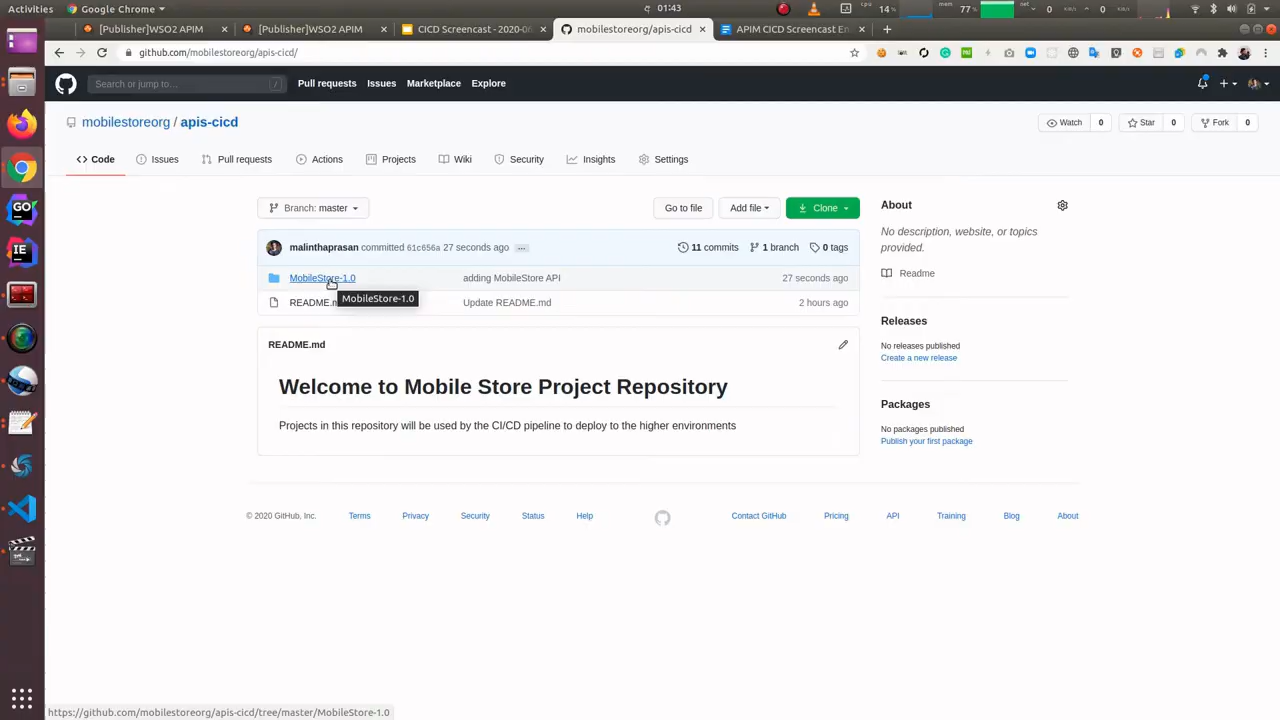 Activities
Google Chrome
01:43
14 %
mem
77 %
net
0
0
[Publisher]WSO2 APIM
[Publisher]WSO2 APIM
CICD Screencast - 2020-0
mobilestoreorg/apis-cicd
APIM CICD Screencast En
github.com/mobilestoreorg/apis-cicd/
Search or jump to…
/
Pull requests
Issues
Marketplace
Explore
mobilestoreorg / apis-cicd
Watch 0
Star 0
Fork 0
Code
Issues
Pull requests
Actions
Projects
Wiki
Security
Insights
Settings
Branch: master
Go to file
Add file
Clone
About
No description, website, or topics
provided.
Readme
malinthaprasan committed 61c656a 27 seconds ago
11 commits
1 branch
0 tags
MobileStore-1.0
adding MobileStore API
27 seconds ago
MobileStore-1.0
README.m
Update README.md
2 hours ago
README.md
Welcome to Mobile Store Project Repository
Projects in this repository will be used by the CI/CD pipeline to deploy to the higher environments
Releases
No releases published
Create a new release
Packages
No packages published
Publish your first package
© 2020 GitHub, Inc.
Terms
Privacy
Security
Status
Help
Contact GitHub
Pricing
API
Training
Blog
About
https://github.com/mobilestoreorg/apis-cicd/tree/master/MobileStore-1.0